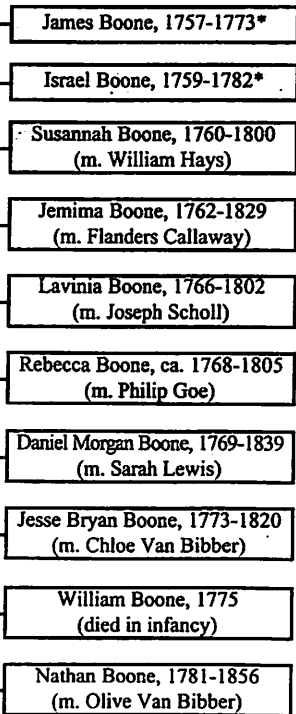 James Boone, 1757-1773*
Israel Boone, 1759-1782*
Susannah Boone, 1760-1800
(m. William Hays)
Jemima Boone, 1762-1829
(m. Flanders Callaway)
Lavinia Boone, 1766-1802
(m. Joseph Scholl)
Rebecca Boone, ca. 1768-1805
(m. Philip Goe)
Daniel Morgan Boone, 1769-1839
(m. Sarah Lewis)
Jesse Bryan Boone, 1773-1820
(m. Chloe Van Bibber)
William Boone, 1775
(died in infancy)
Nathan Boone, 1781-1856
(m. Olive Van Bibber)